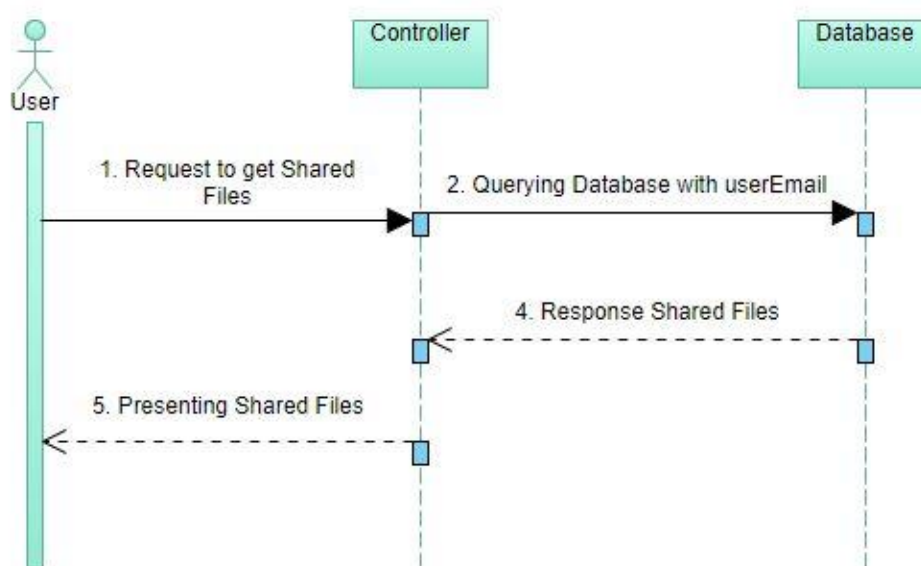 Controller
Database
User
1. Request to get Shared
Files
2. Querying Database with userEmail
4. Response Shared Files
5. Presenting Shared Files